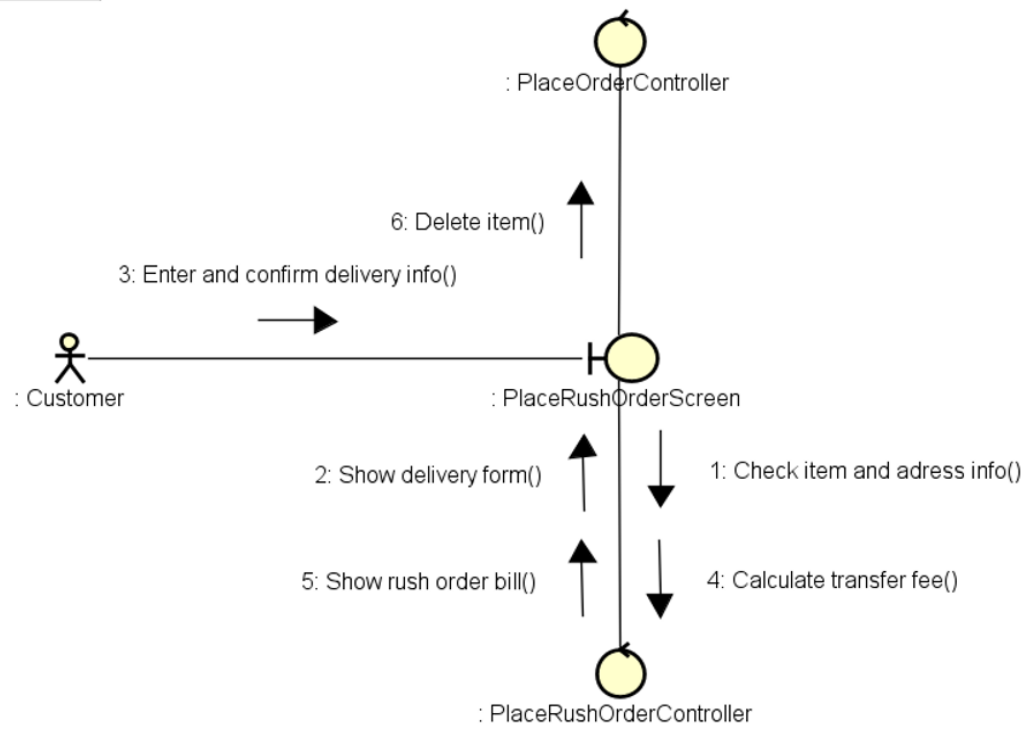 : PlaceOrderController
6: Delete item()
3: Enter and confirm delivery info()
: Customer
: PlaceRushOrderScreen
2: Show delivery form()
1: Check item and adress info()
5: Show rush order bill()
4: Calculate transfer fee()
: PlaceRushOrderController